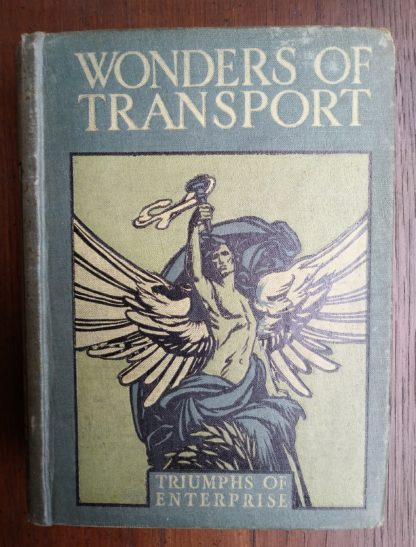 WONDERS OF
TRANSPORT
TRIUMPHS OF
ENTERPRISE